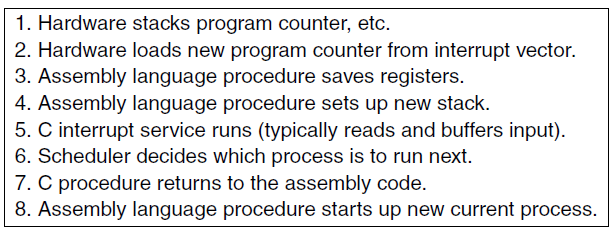 1. Hardware stacks program counter, etc.
2. Hardware loads new program counter from interrupt vector.
3. Assembly language procedure saves registers.
4. Assembly language procedure sets up new stack.
5. C interrupt service runs (typically reads and buffers input).
6. Scheduler decides which process is to run next.
7. C procedure returns to the assembly code.
8. Assembly language procedure starts up new current process.